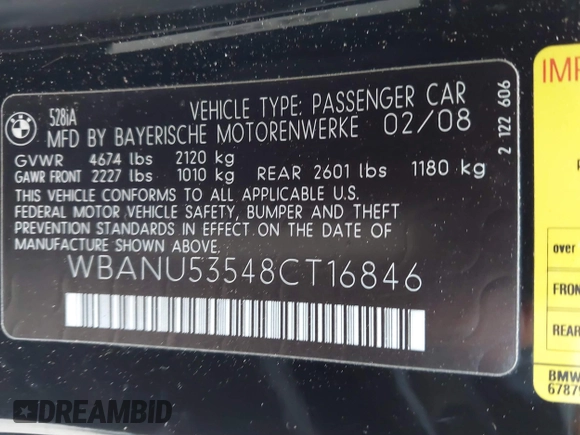 BMW
528iA
VEHICLE TYPE: PASSENGER CAR
MFD BY BAYERISCHE MOTORENWERKE 02/08
GVWR 4674 lbs 2120 kg
GAWR FRONT 2227 lbs 1010 kg REAR 2601 lbs 1180 kg
THIS VEHICLE CONFORMS TO ALL APPLICABLE U.S.
FEDERAL MOTOR VEHICLE SAFETY, BUMPER AND THEFT
PREVENTION STANDARDS IN EFFECT ON THE DATE OF
MANUFACTURE SHOWN ABOVE.
WBANU53548CT16846
2 122 606
over
FRON
REAR
BMW
6787
DREAMBID